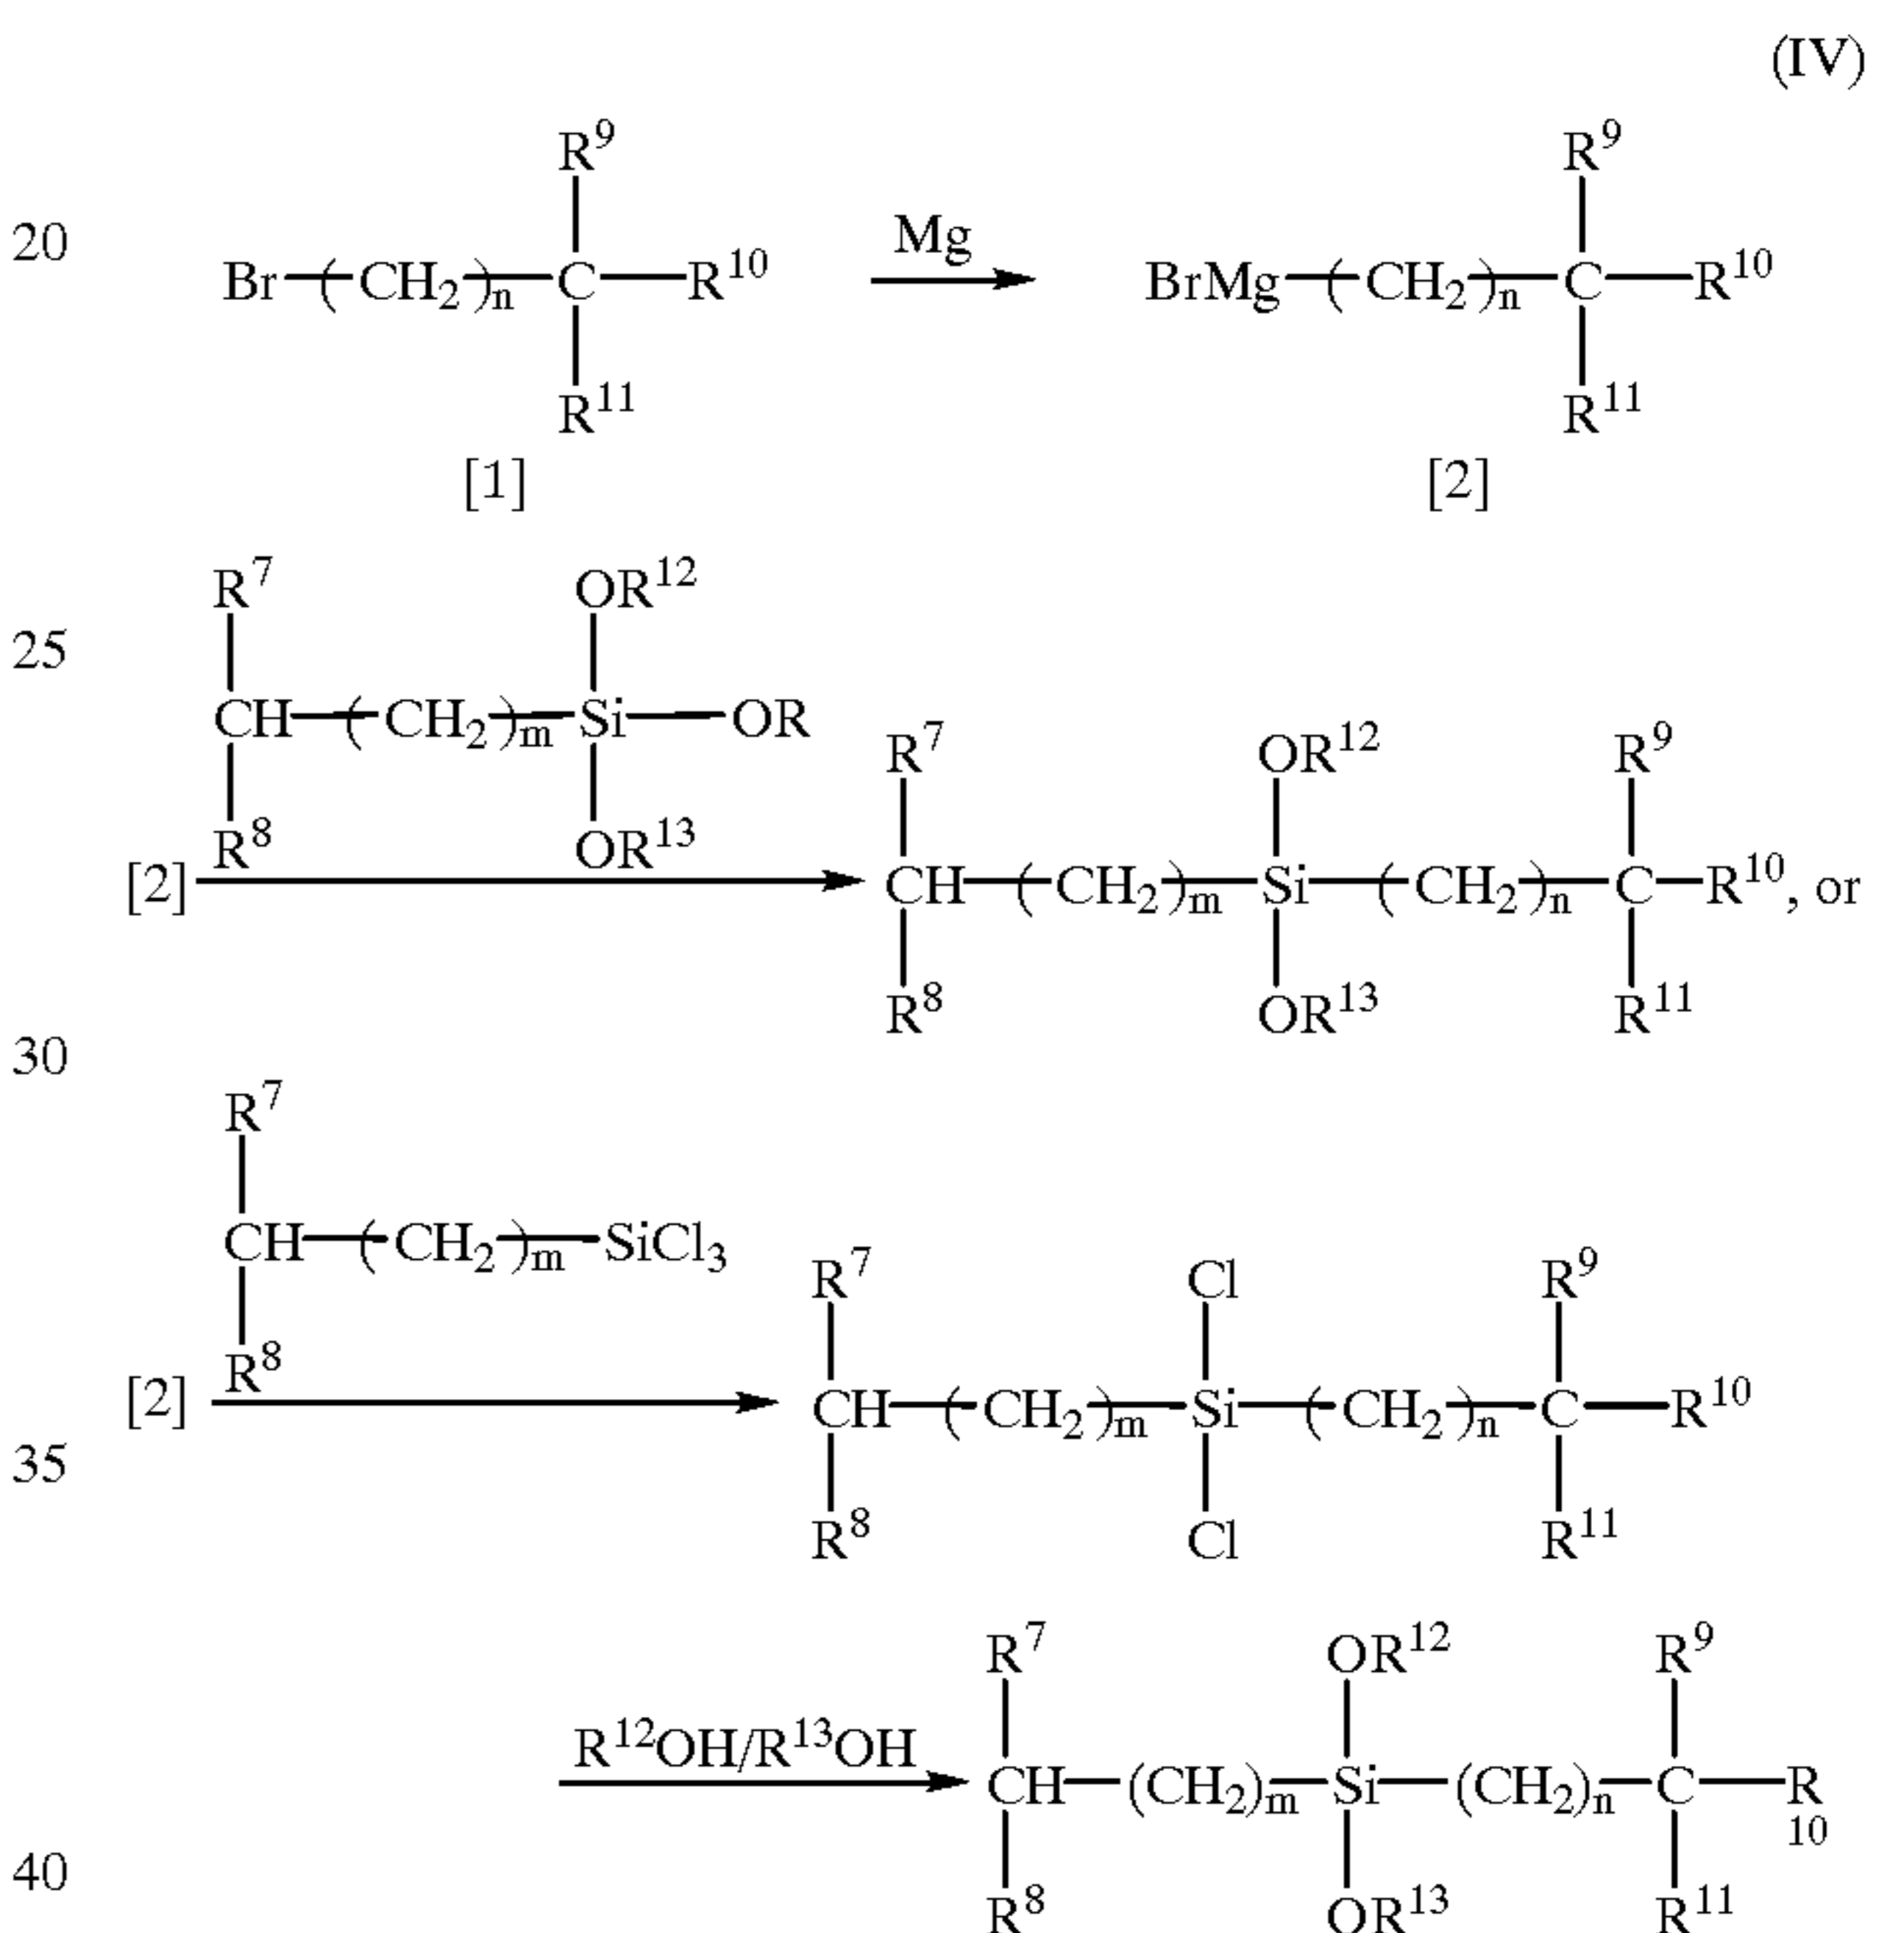 (IV)
R⁹ R⁹
20
Mg
Br—(CH₂)ₙ—C—R¹⁰ BrMg—(CH₂)ₙ—C—R¹⁰
R¹¹ R¹¹
[1] [2]
R⁷ OR¹²
25
CH—(CH₂)ₘ—Si—OR
R⁸ OR¹³
R⁷ OR¹² R⁹
[2] CH—(CH₂)ₘ—Si—(CH₂)ₙ—C—R¹⁰, or
R⁸ OR¹³ R¹¹
30
R⁷
CH—(CH₂)ₘ—SiCl₃
R⁸
R⁷ Cl R⁹
[2] CH—(CH₂)ₘ—Si—(CH₂)ₙ—C—R¹⁰
35
R⁸ Cl R¹¹
R⁷ OR¹² R⁹
R¹²OH/R¹³OH
CH—(CH₂)ₘ—Si—(CH₂)ₙ—C—R
10
40
R⁸ OR¹³ R¹¹